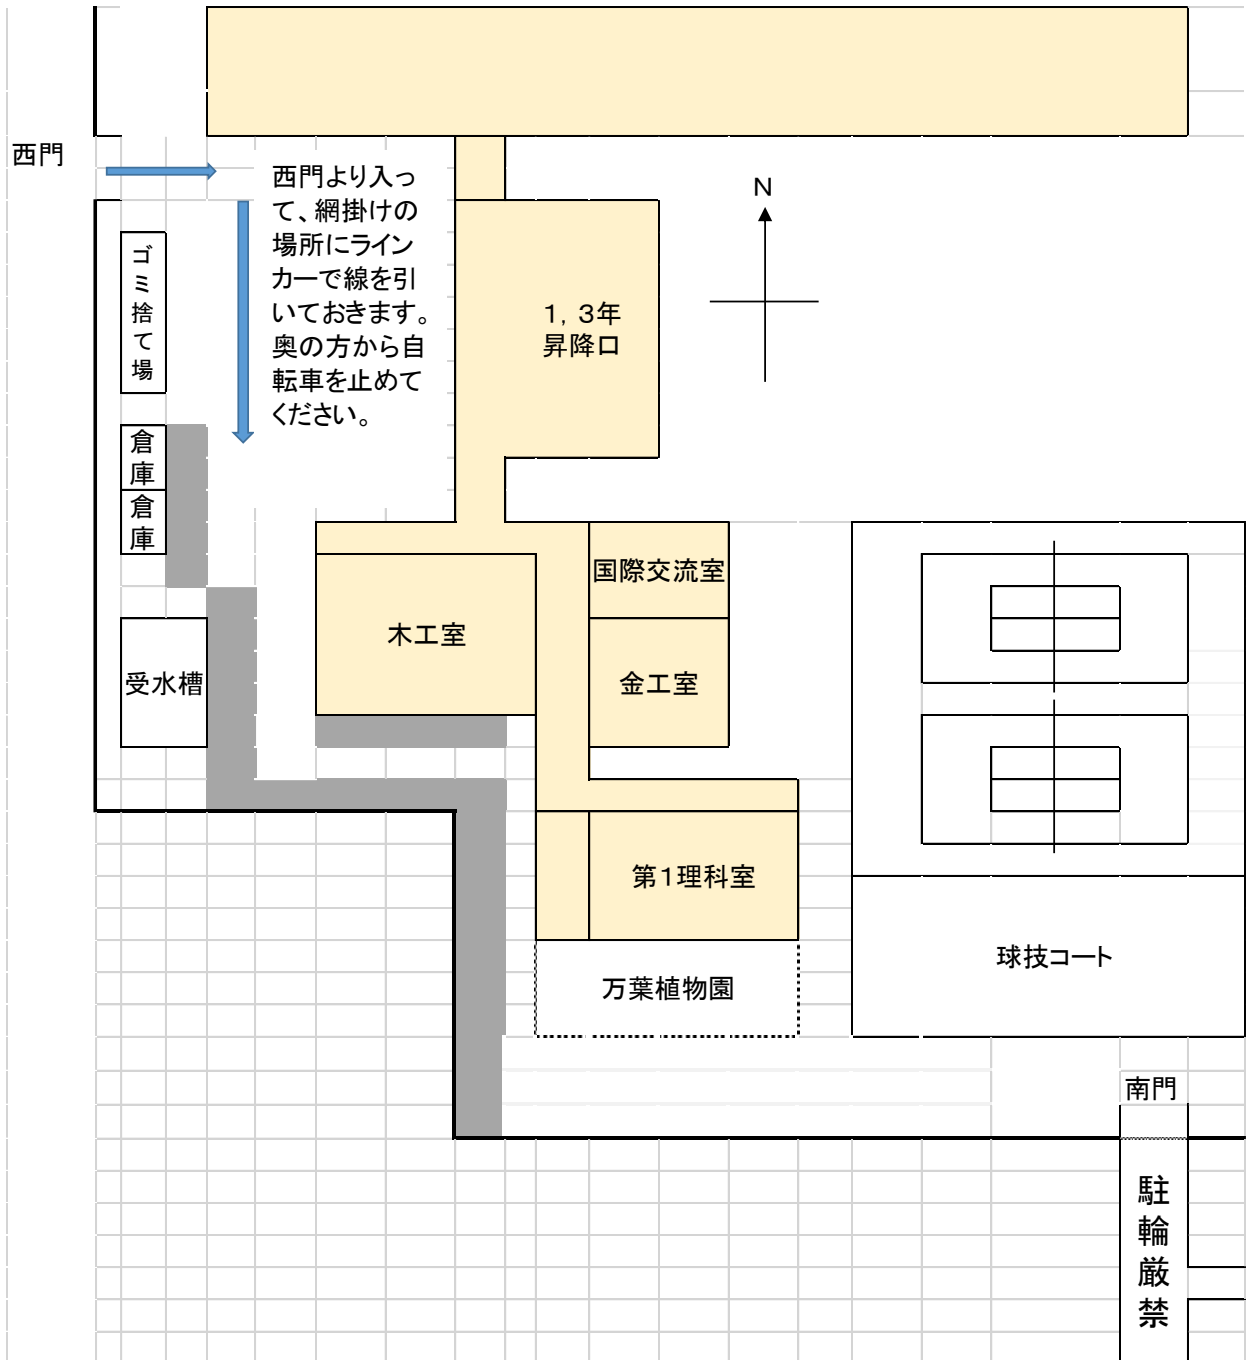 西門
西門より入っ
て、網掛けの
場所にライン
カーで線を引
いておきます。
奥の方から自
転車を止めて
ください。
N
ゴミ捨て場
1，3年
昇降口
倉庫
倉庫
国際交流室
木工室
受水槽
金工室
第1理科室
球技コート
万葉植物園
南門
駐輪厳禁